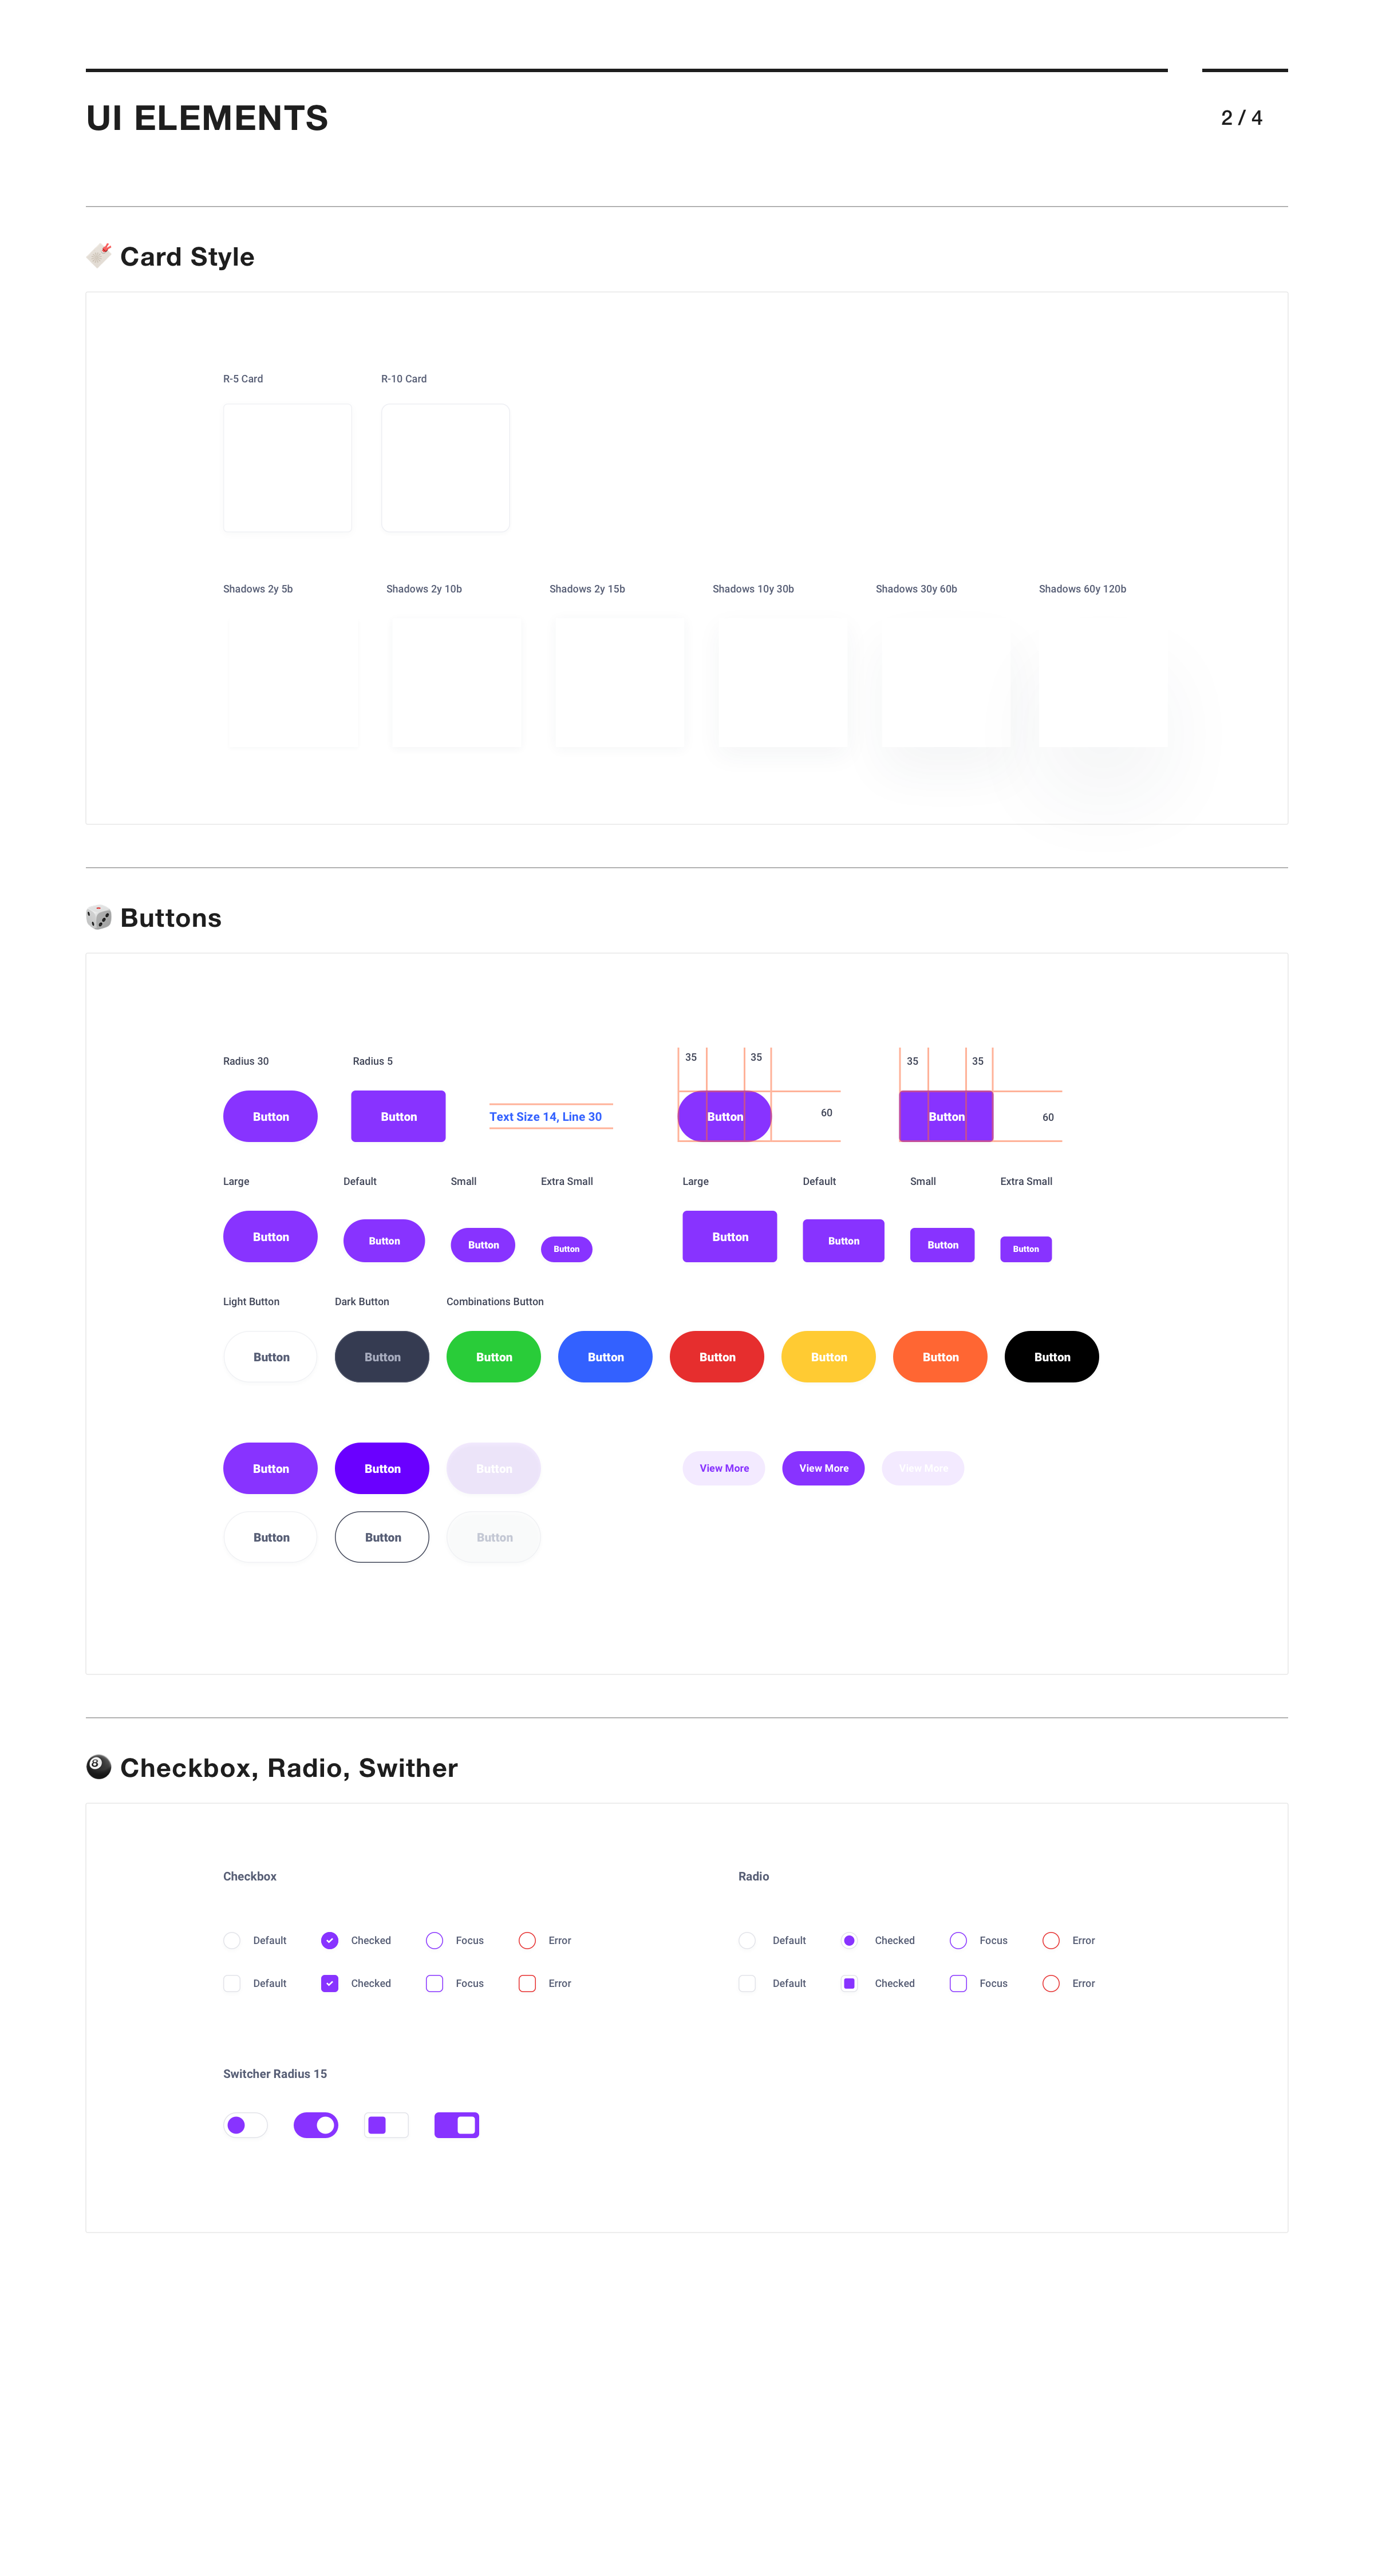 UI ELEMENTS
2 / 4
Card Style
R-5 Card
R-10 Card
Shadows 2y 5b
Shadows 2y 10b
Shadows 2y 15b
Shadows 10y 30b
Shadows 30y 60b
Shadows 60y 120b
Buttons
Radius 30
Radius 5
35
35
35
35
Button
Button
Text Size 14, Line 30
Button
60
Button
60
Large
Default
Small
Extra Small
Large
Default
Small
Extra Small
Button
Button
Button
Button
Button
Button
Button
Button
Light Button
Dark Button
Combinations Button
Button
Button
Button
Button
Button
Button
Button
Button
Button
Button
Button
View More
View More
View More
Button
Button
Button
8
Checkbox, Radio, Swither
Checkbox
Radio
Default
Checked
Focus
Error
Default
Checked
Focus
Error
Default
Checked
Focus
Error
Default
Checked
Focus
Error
Switcher Radius 15